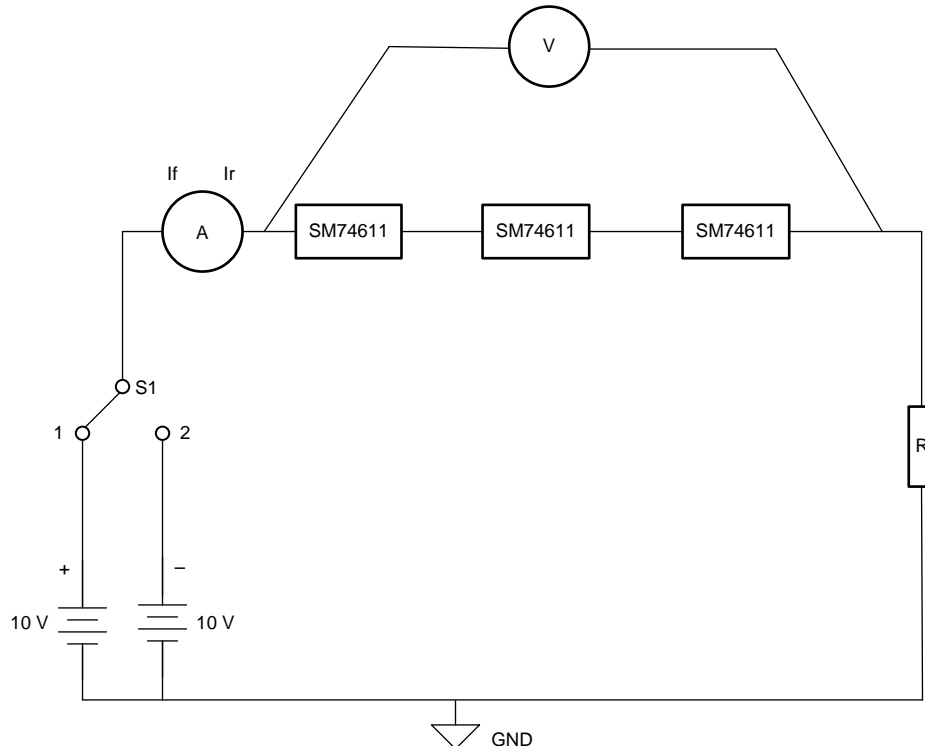 V
If Ir
A
SM74611 SM74611 SM74611
S1
1 2
R
+ –
10 V 10 V
GND